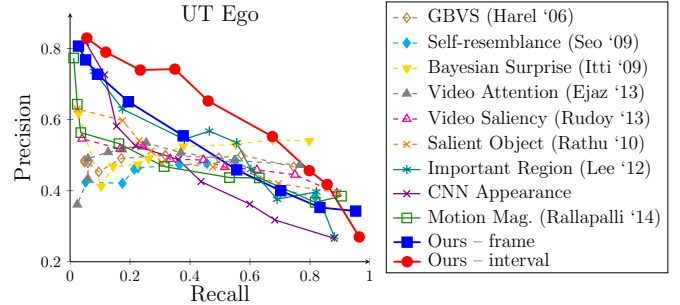 UT Ego
Precision
0.8
0.6
0.4
0.2
0
0.2
0.4
0.6
0.8
1
Recall
GBVS (Harel ‘06)
Self-resemblance (Seo ‘09)
Bayesian Surprise (Itti ‘09)
Video Attention (Ejaz ‘13)
Video Saliency (Rudoy ‘13)
Salient Object (Rathu ‘10)
Important Region (Lee ‘12)
CNN Appearance
Motion Mag. (Rallapalli ‘14)
Ours – frame
Ours – interval